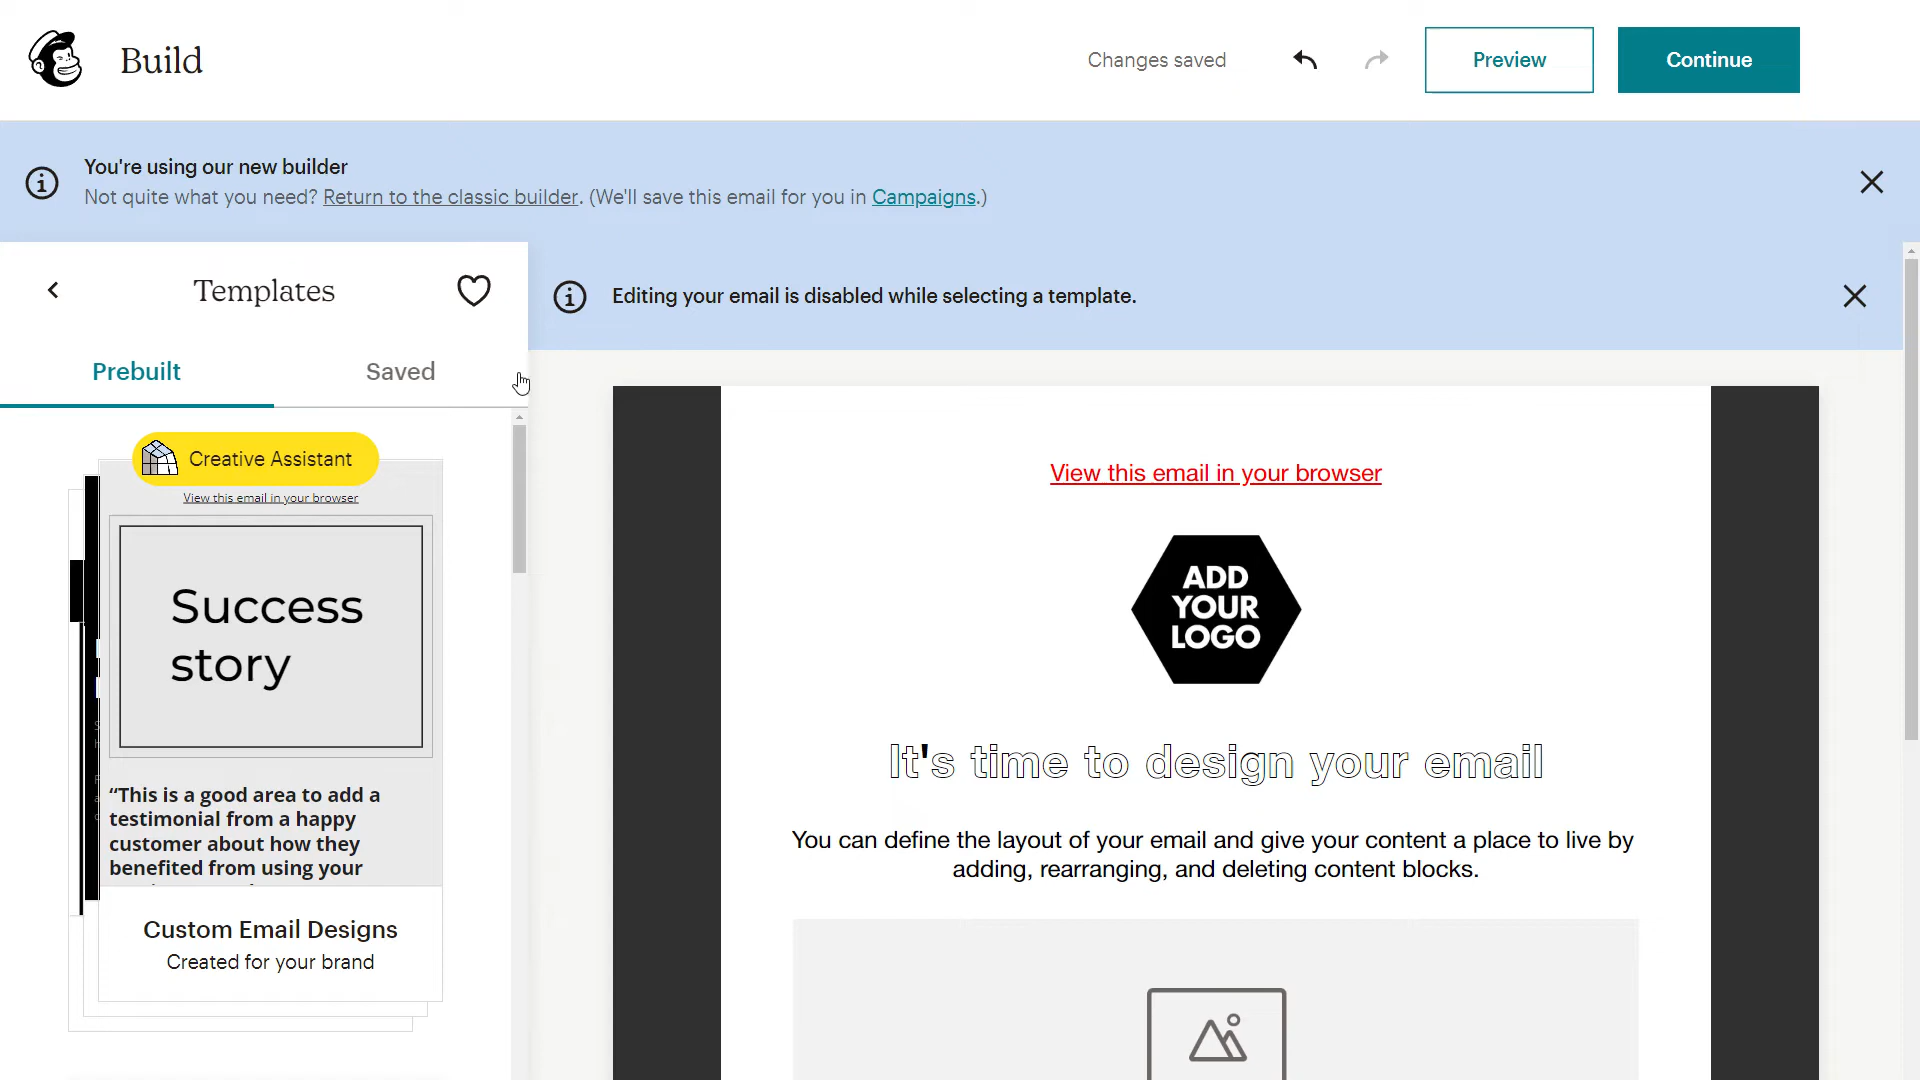 Build
Changes saved
Preview
Continue
You're using our new builder
Not quite what you need? Return to the classic builder. (We'll save this email for you in Campaigns.)
Templates
Prebuilt
Saved
Editing your email is disabled while selecting a template.
Creative Assistant
View this email in your browser
Success
story
“This is a good area to add a
testimonial from a happy
customer about how they
benefited from using your
Custom Email Designs
Created for your brand
View this email in your browser
ADD
YOUR
LOGO
It's time to design your email
You can define the layout of your email and give your content a place to live by
adding, rearranging, and deleting content blocks.